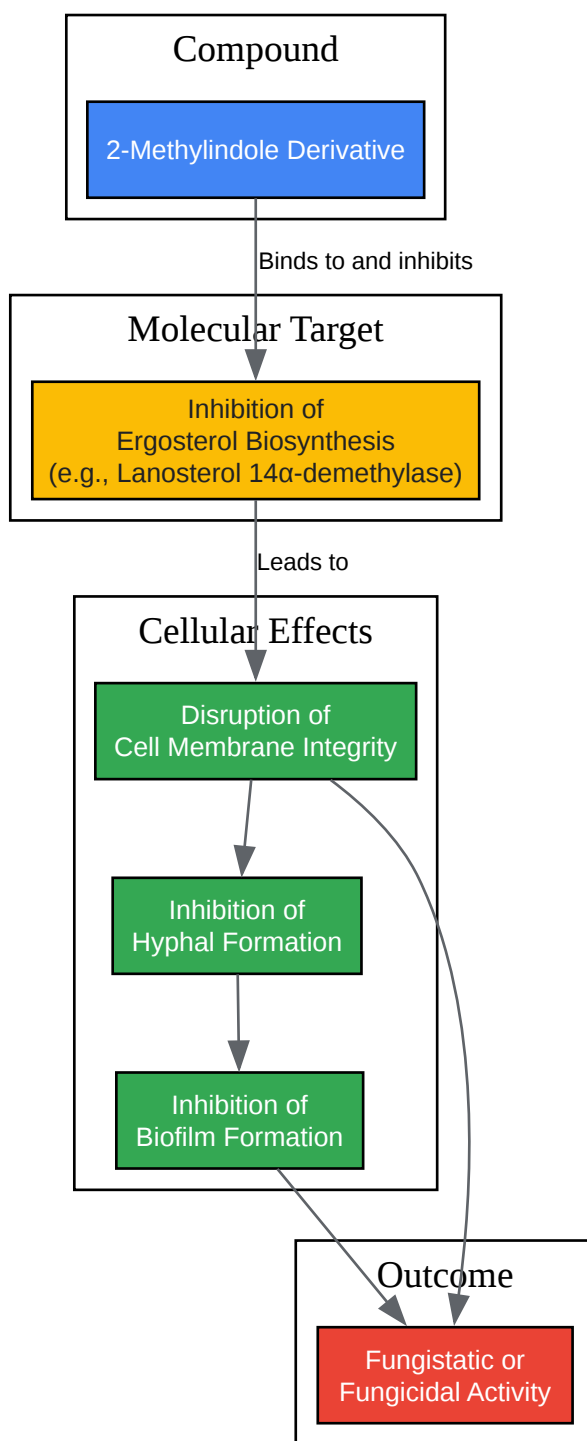 Compound
2-Methylindole Derivative
Binds to and inhibits
Molecular Target
Inhibition of
Ergosterol Biosynthesis
(e.g., Lanosterol 14α-demethylase)
Leads to
Cellular Effects
Disruption of
Cell Membrane Integrity
Inhibition of
Hyphal Formation
Inhibition of
Biofilm Formation
Outcome
Fungistatic or
Fungicidal Activity